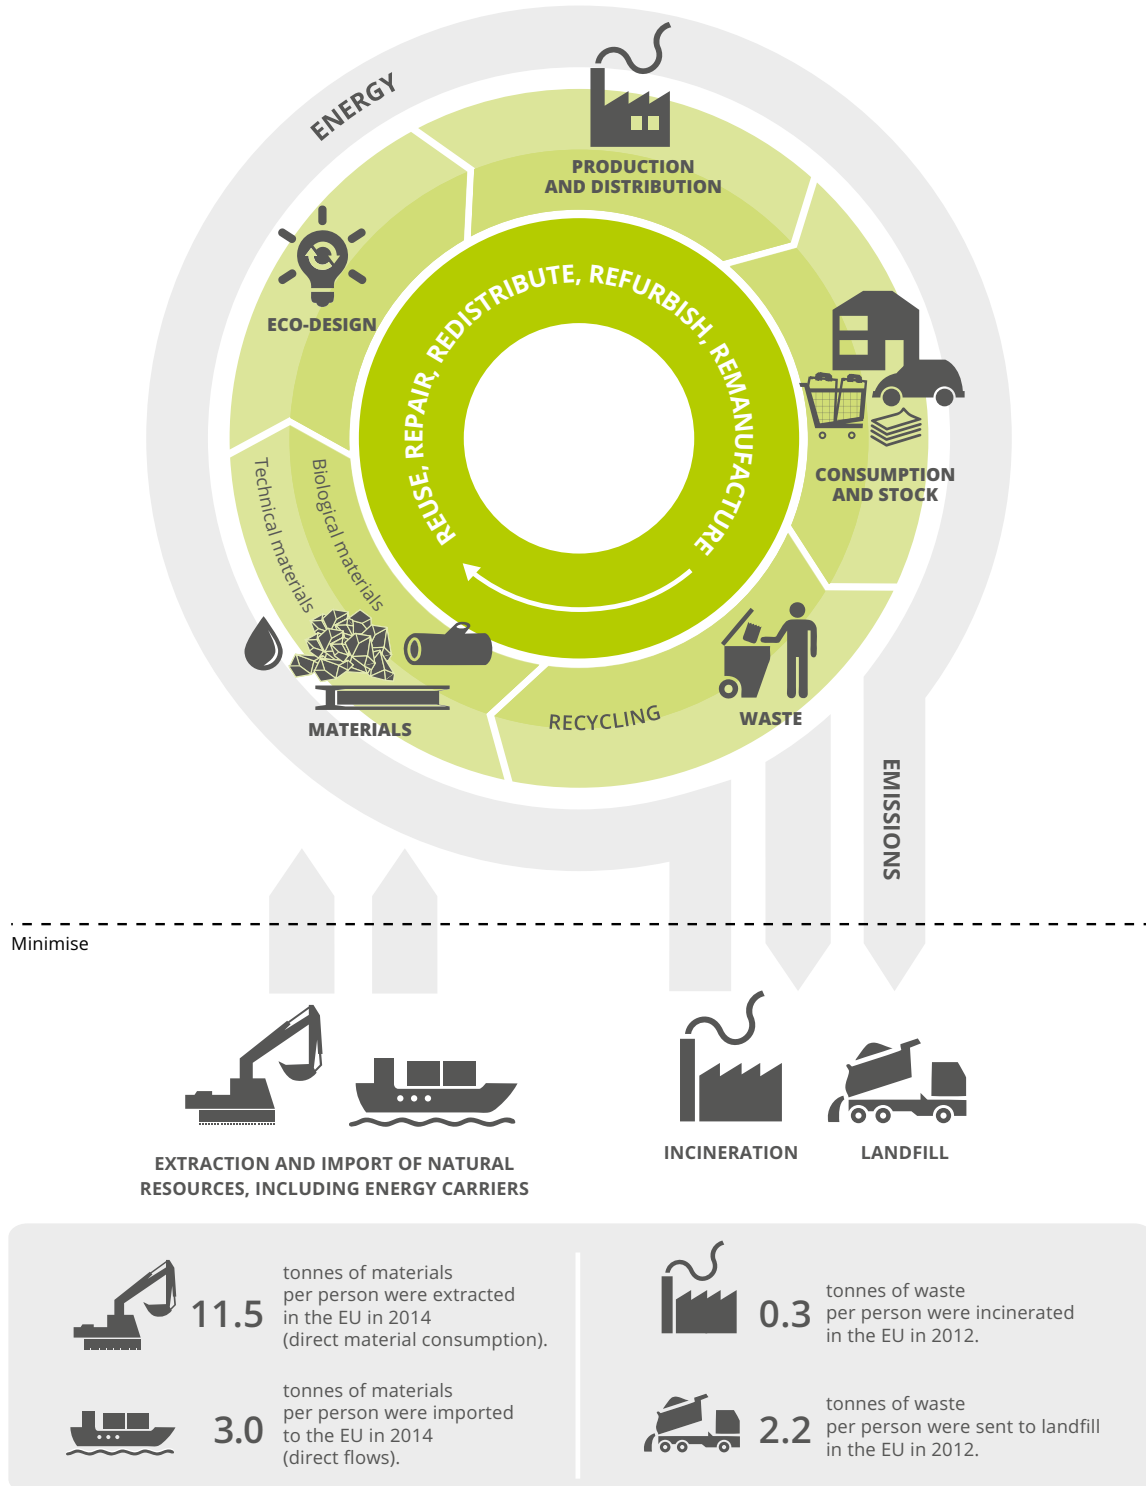 ENERGY
PRODUCTION
AND DISTRIBUTION
ECO-DESIGN
REUSE, REPAIR, REDISTRIBUTE, REFURBISH, REMANUFACTURE
CONSUMPTION
AND STOCK
Technical materials
Biological materials
MATERIALS
RECYCLING
WASTE
EMISSIONS
Minimise
EXTRACTION AND IMPORT OF NATURAL
RESOURCES, INCLUDING ENERGY CARRIERS
INCINERATION
LANDFILL
11.5
tonnes of materials
per person were extracted
in the EU in 2014
(direct material consumption).
3.0
tonnes of materials
per person were imported
to the EU in 2014
(direct flows).
0.3
tonnes of waste
per person were incinerated
in the EU in 2012.
2.2
tonnes of waste
per person were sent to landfill
in the EU in 2012.